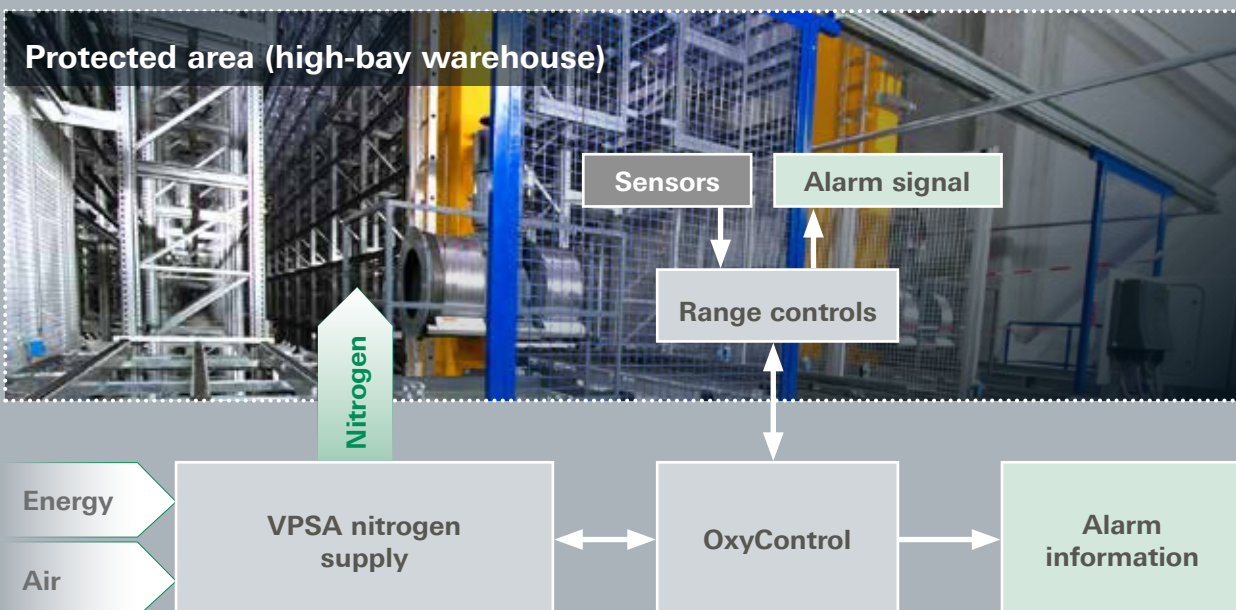 Protected area (high-bay warehouse)
Sensors
Alarm signal
Range controls
Nitrogen
Energy
Air
VPSA nitrogen
supply
OxyControl
Alarm
information